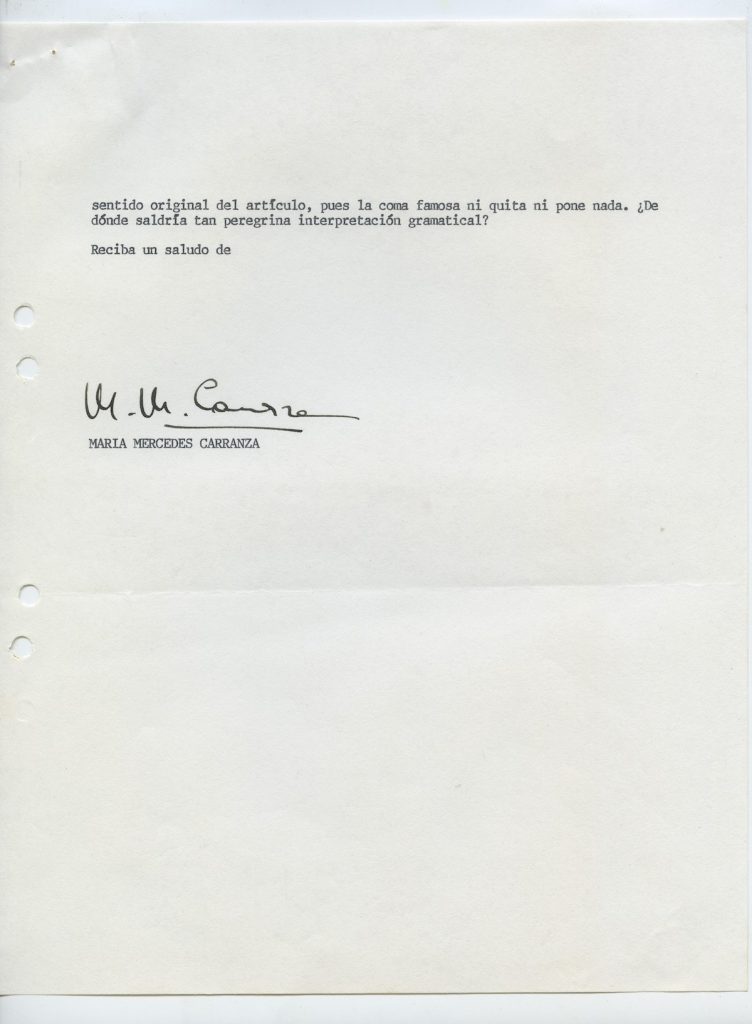 sentido original del artículo, pues la coma famosa ni quita ni pone nada. ¿De
dónde saldría tan peregrina interpretación gramatical?
Reciba un saludo de
M. M. Carranza
MARIA MERCEDES CARRANZA